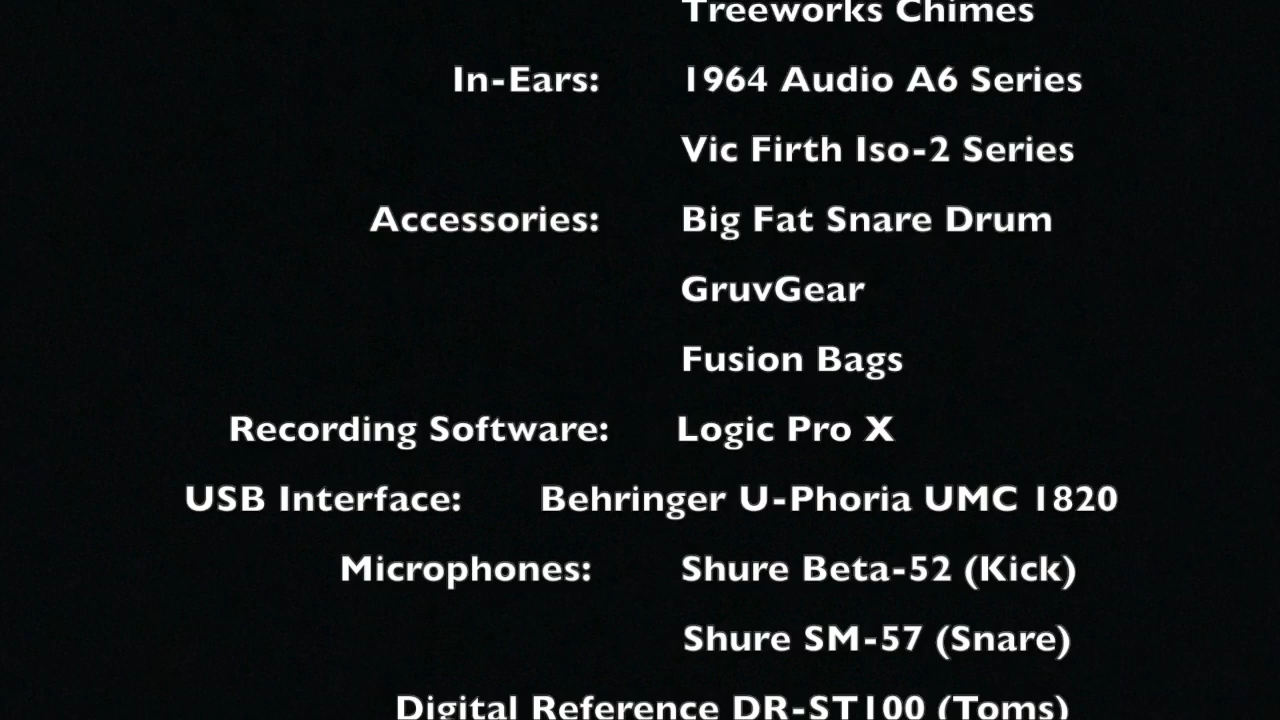 Treeworks Chimes
In-Ears: 1964 Audio A6 Series
Vic Firth Iso-2 Series
Accessories: Big Fat Snare Drum
GruvGear
Fusion Bags
Recording Software: Logic Pro X
USB Interface: Behringer U-Phoria UMC 1820
Microphones: Shure Beta-52 (Kick)
Shure SM-57 (Snare)
Digital Reference DR-ST100 (Toms)